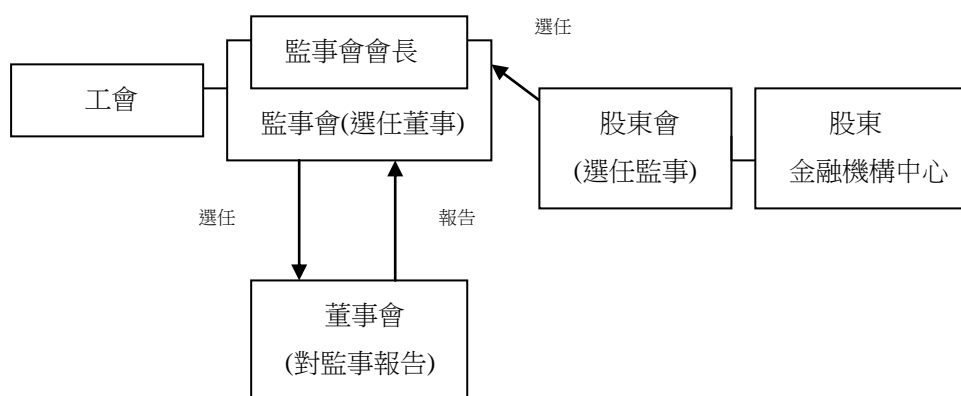 選任
監事會會長
工會
監事會(選任董事)
股東會
(選任監事)
股東
金融機構中心
選任
報告
董事會
(對監事報告)